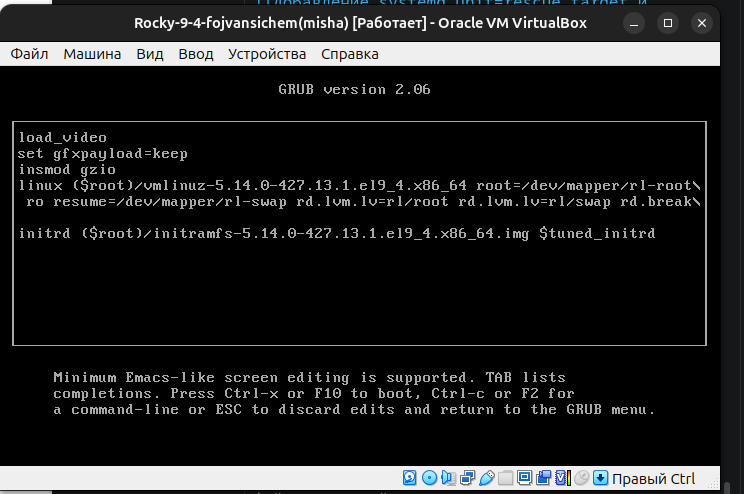 Rocky-9-4-fojvansichem(misha) [Работает] - Oracle VM VirtualBox
Файл Машина Вид Ввод Устройства Справка
GRUB version 2.06
load_video
set gfxpayload=keep
insmod gzio
linux ($root)/vmlinuz-5.14.0-427.13.1.el9_4.x86_64 root=/dev/mapper/rl-root\
ro resume=/dev/mapper/rl-swap rd.lvm.lv=rl/root rd.lvm.lv=rl/swap rd.break\
initrd ($root)/initramfs-5.14.0-427.13.1.el9_4.x86_64.img $tuned_initrd
Minimum Emacs-like screen editing is supported. TAB lists
completions. Press Ctrl-x or F10 to boot, Ctrl-c or F2 for
a command-line or ESC to discard edits and return to the GRUB menu.
Правый Ctrl